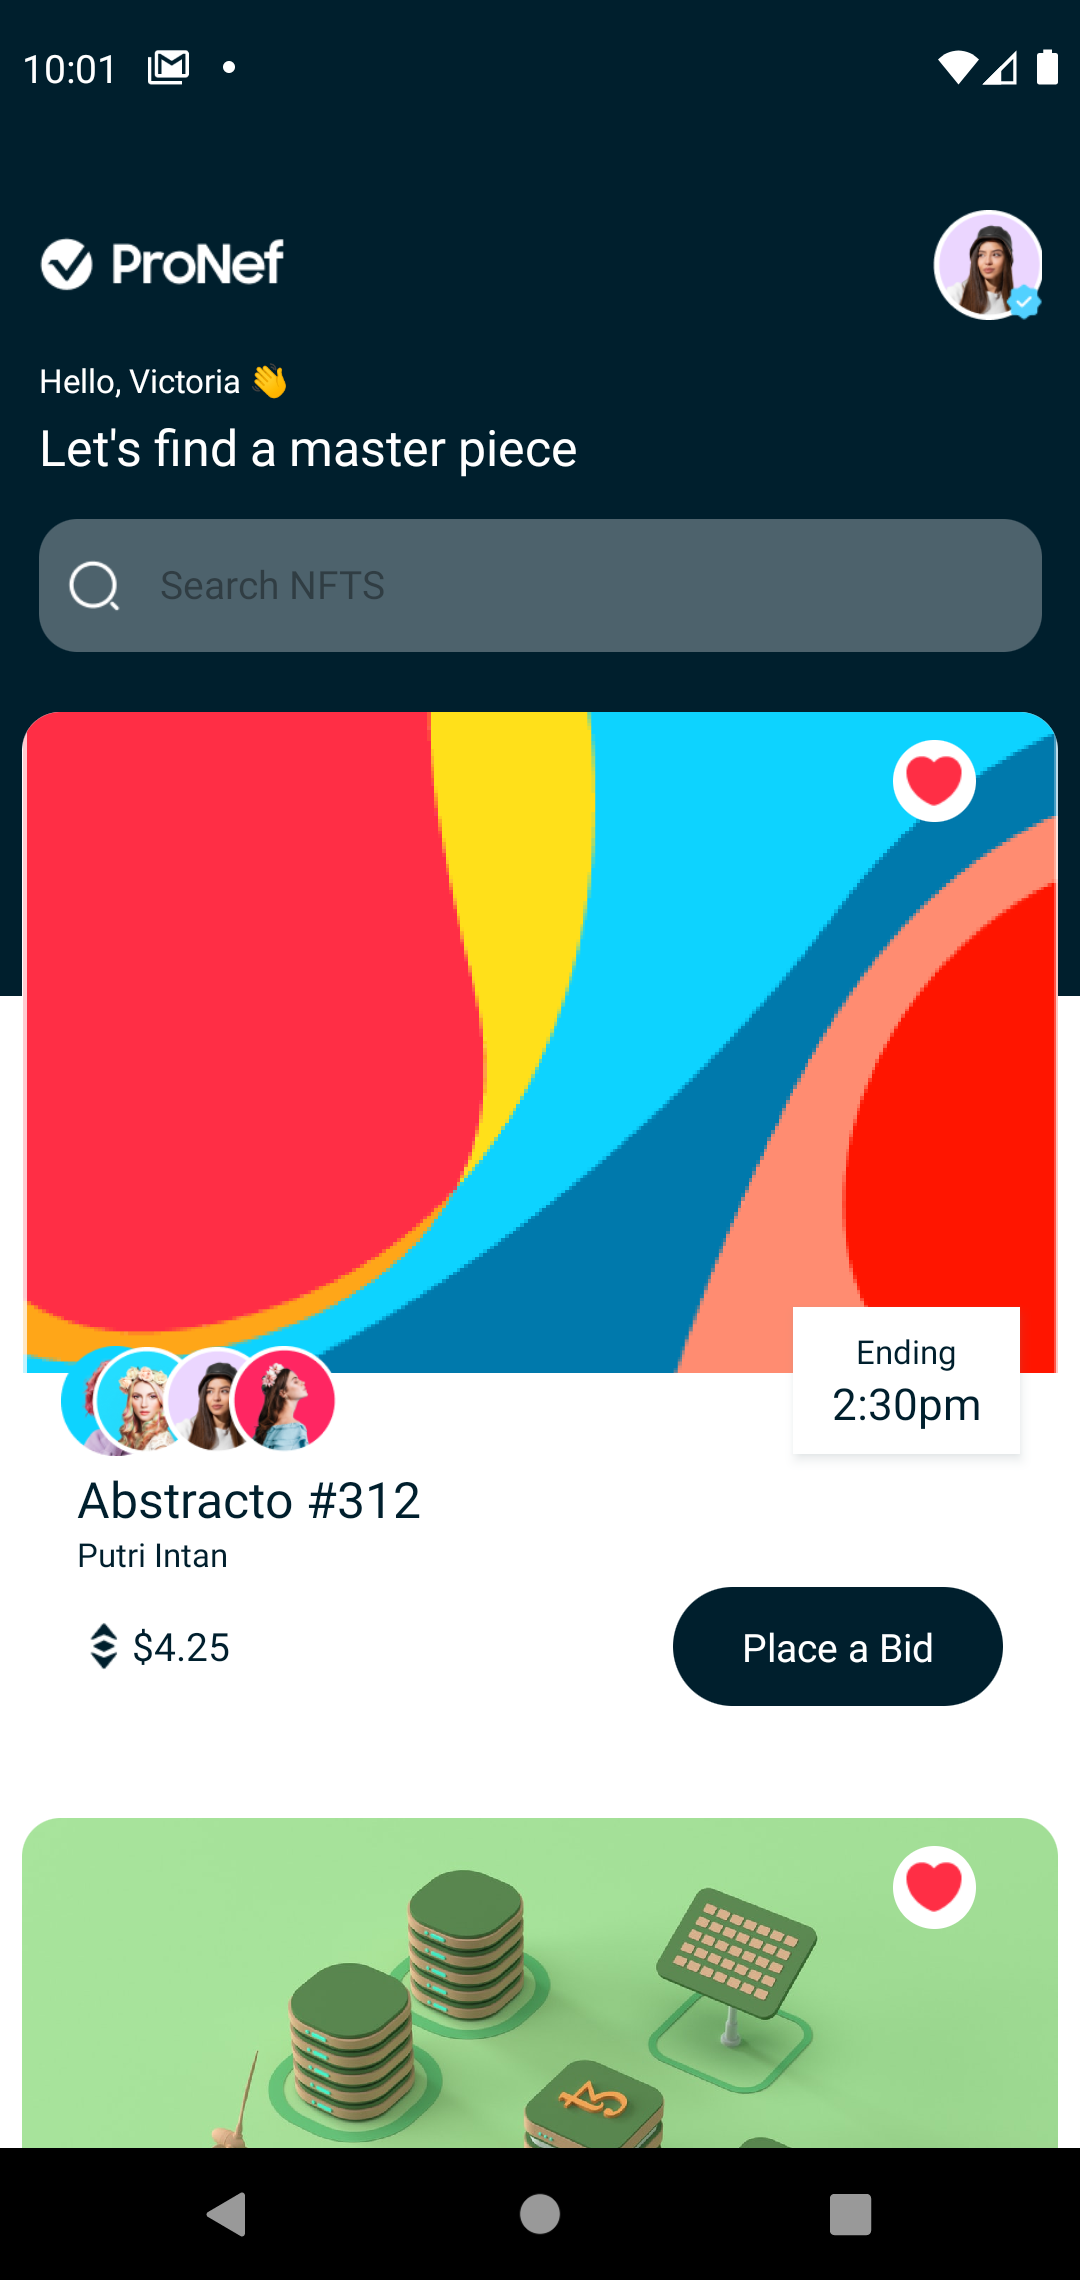 10:01
ProNef
Hello, Victoria 👋
Let's find a master piece
Search NFTS
Ending
2:30pm
Abstracto #312
Putri Intan
$4.25
Place a Bid